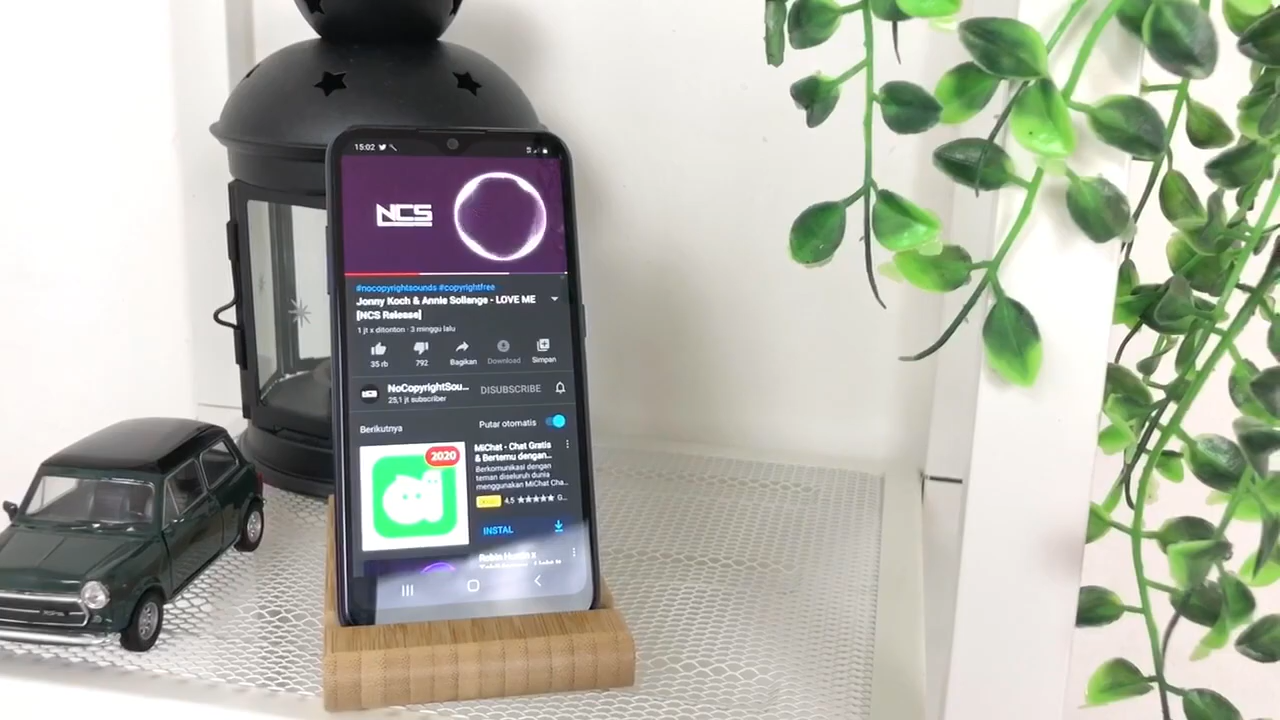 15:02
NCS
#nocopyrightsounds #copyrightfree
Jonny Koch & Annie Sollange - LOVE ME
[NCS Release]
1 jt x ditonton · 3 minggu lalu
35 rb
792
Bagikan
Download
Simpan
NoCopyrightSou...
DISUBSCRIBE
25,1 jt subscriber
Berikutnya
Putar otomatis
2020
MiChat - Chat Gratis
& Bertemu dengan...
Berkomunikasi dengan
teman diseluruh dunia
menggunakan MiChat Cha...
4,5 ★★★★★ G...
INSTAL